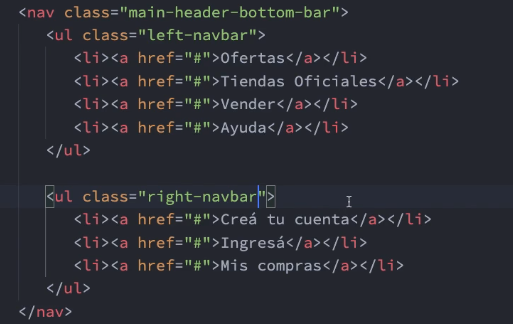 <nav class="main-header-bottom-bar">
<ul class="left-navbar">
<li><a href="#">Ofertas</a></li>
<li><a href="#">Tiendas Oficiales</a></li>
<li><a href="#">Vender</a></li>
<li><a href="#">Ayuda</a></li>
</ul>
<ul class="right-navbar">
<li><a href="#">Creá tu cuenta</a></li>
<li><a href="#">Ingresá</a></li>
<li><a href="#">Mis compras</a></li>
</ul>
</nav>